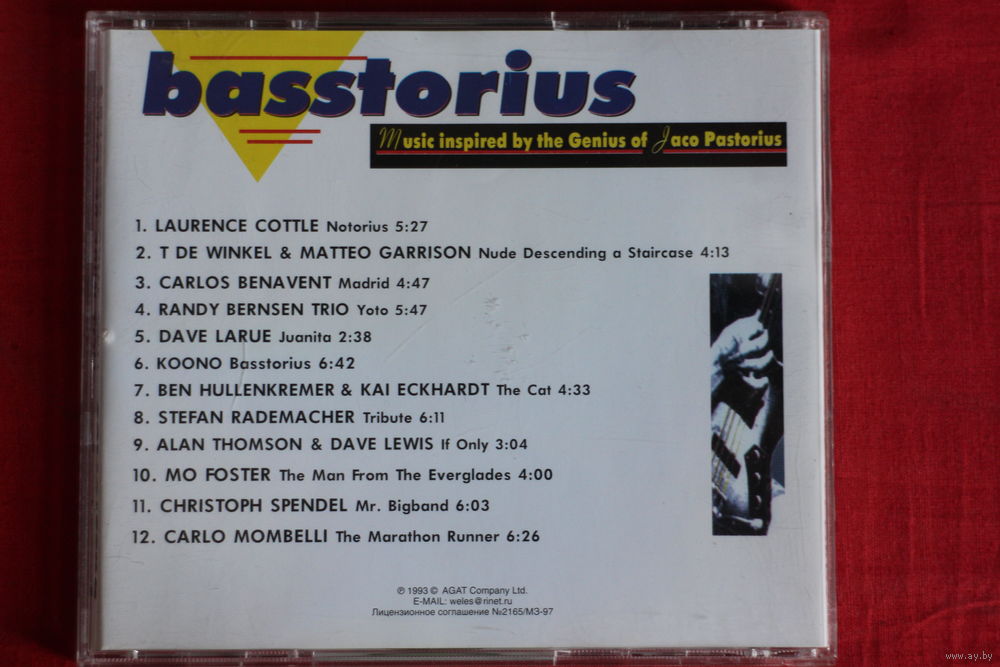 basstorius
Music inspired by the Genius of Jaco Pastorius
1. LAURENCE COTTLE Notorius 5:27
2. T DE WINKEL & MATTEO GARRISON Nude Descending a Staircase 4:13
3. CARLOS BENAVENT Madrid 4:47
4. RANDY BERNSEN TRIO Yoto 5:47
5. DAVE LARUE Juanita 2:38
6. KOONO Basstorius 6:42
7. BEN HULLENKREMER & KAI ECKHARDT The Cat 4:33
8. STEFAN RADEMACHER Tribute 6:11
9. ALAN THOMSON & DAVE LEWIS If Only 3:04
10. MO FOSTER The Man From The Everglades 4:00
11. CHRISTOPH SPENDEL Mr. Bigband 6:03
12. CARLO MOMBELLI The Marathon Runner 6:26
℗ 1993 © AGAT Company Ltd.
E-MAIL: weles@rinet.ru
Лицензионное соглашение №2165/МЗ-97
www.ay.by